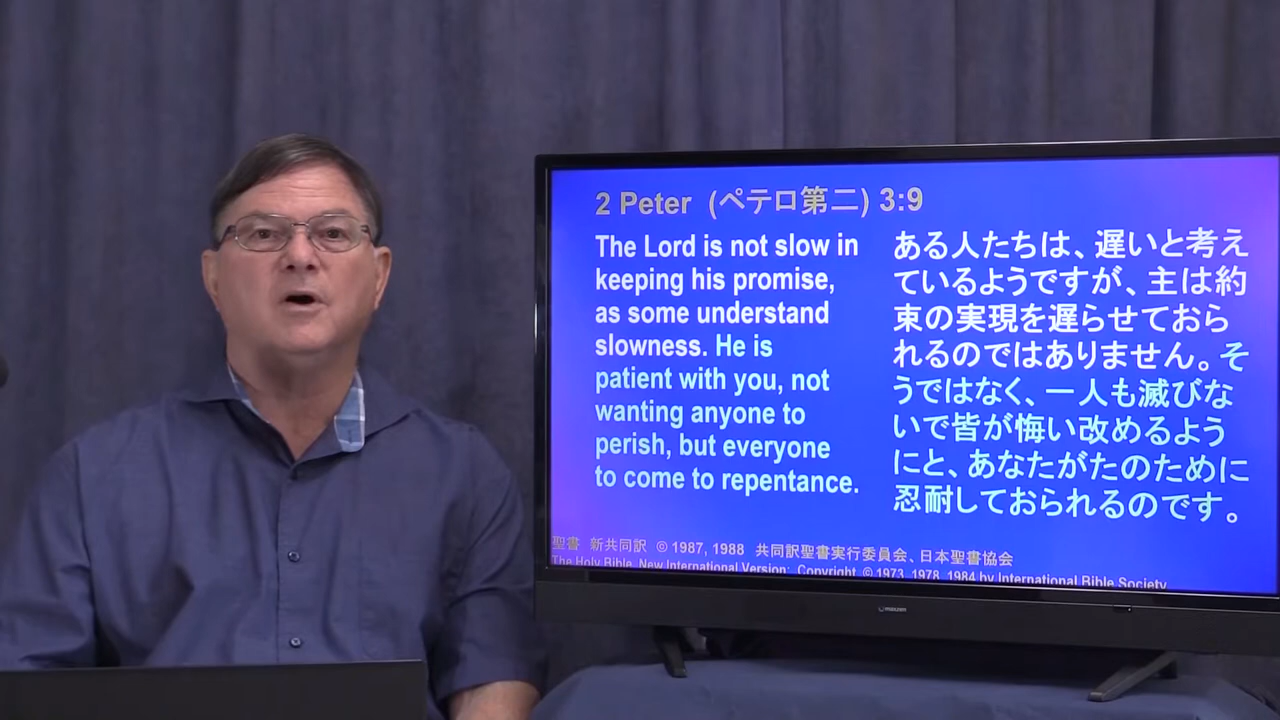 2 Peter (ペテロ第二) 3:9
The Lord is not slow in
keeping his promise,
as some understand
slowness. He is
patient with you, not
wanting anyone to
perish, but everyone
to come to repentance.
ある人たちは、遅いと考え
ているようですが、主は約
束の実現を遅らせておら
れるのではありません。そ
うではなく、一人も滅びな
いで皆が悔い改めるよう
にと、あなたがたのために
忍耐しておられるのです。
聖書 新共同訳 © 1987, 1988 共同訳聖書実行委員会、日本聖書協会
The Holy Bible, New International Version: Copyright © 1973, 1978, 1984 by International Bible Society
maxzen